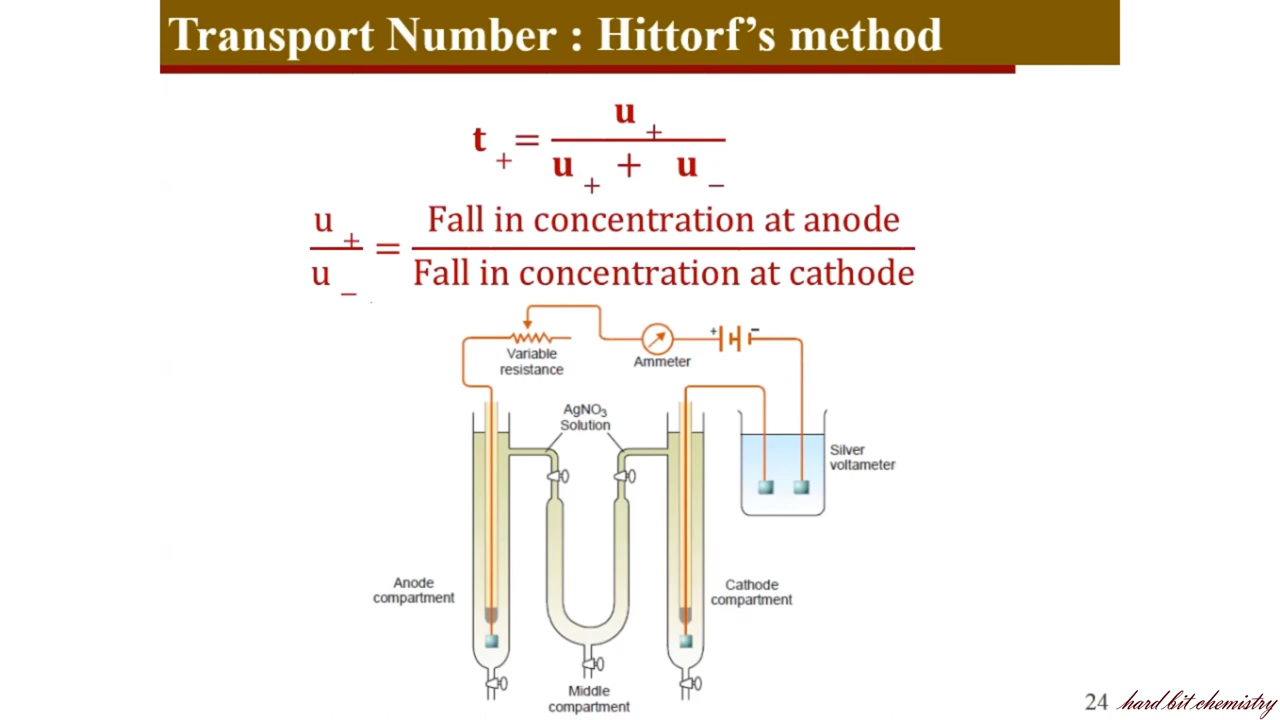 Transport Number : Hittorf's method
t₊ = u₊ / (u₊ + u₋)
u₊ / u₋ = Fall in concentration at anode / Fall in concentration at cathode
+ −
Variable
resistance
Ammeter
AgNO₃
Solution
Silver
voltameter
Anode
compartment
Cathode
compartment
Middle
compartment
24 hard bit chemistry